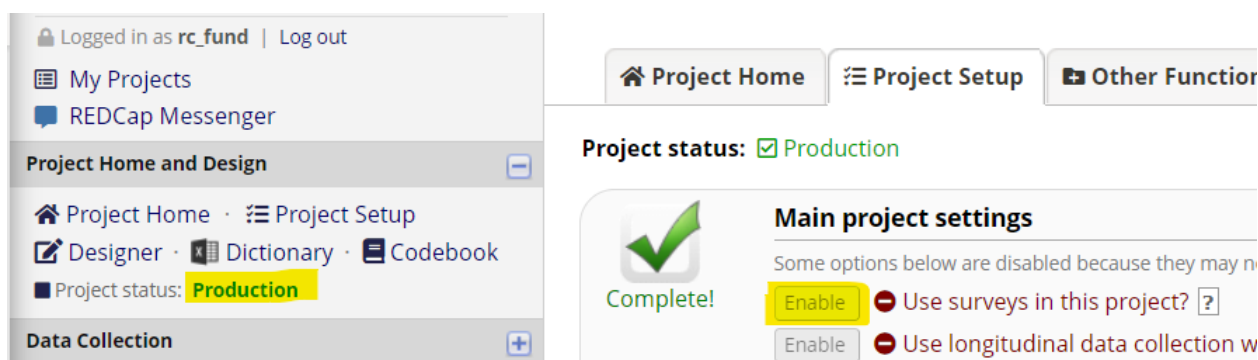 Logged in as rc_fund | Log out
My Projects
REDCap Messenger
Project Home and Design
Project Home · Project Setup
Designer · Dictionary · Codebook
Project status: Production
Data Collection
Project Home
Project Setup
Other Function
Project status: Production
Complete!
Main project settings
Some options below are disabled because they may n
Enable Use surveys in this project? ?
Enable Use longitudinal data collection w